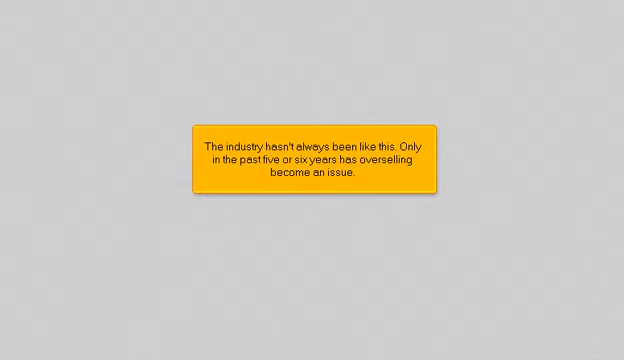 The industry hasn't always been like this. Only
in the past five or six years has overselling
become an issue.